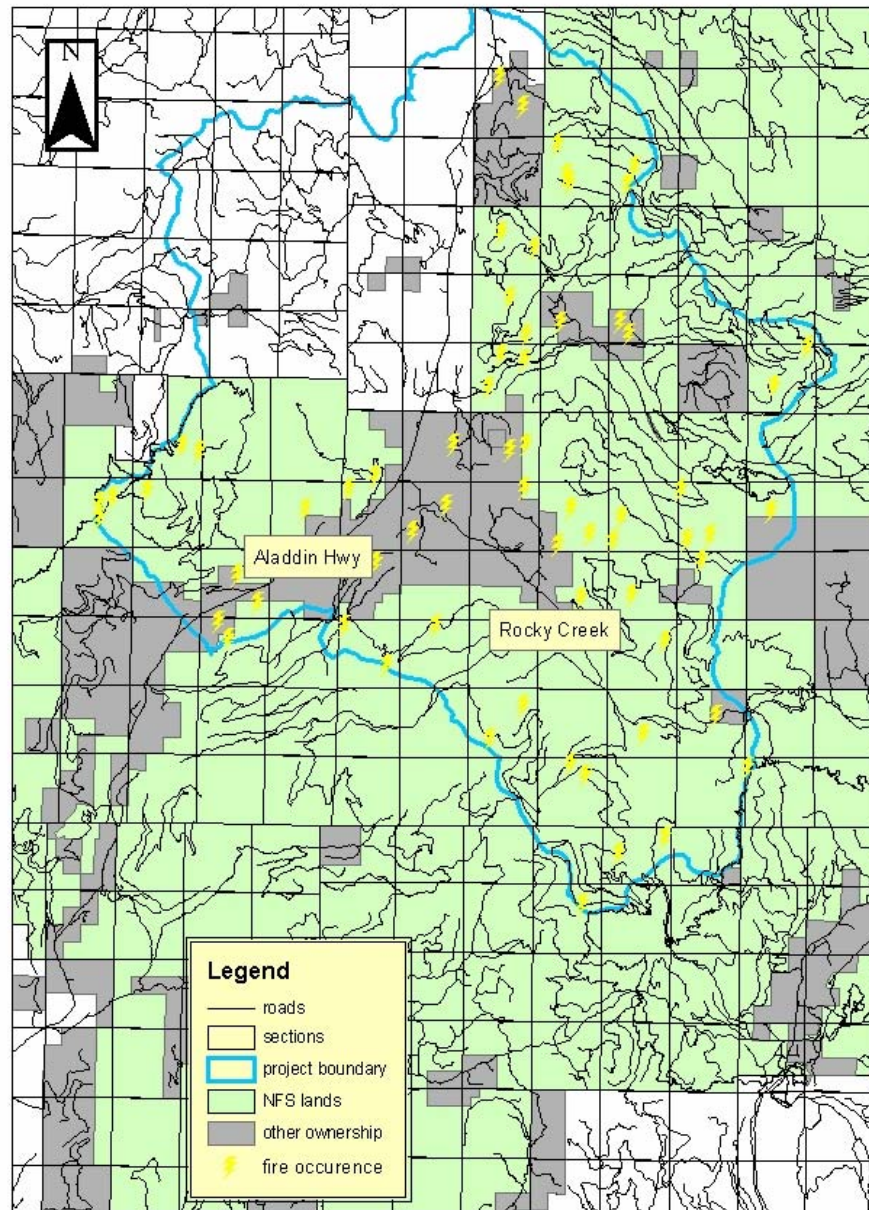 N
Aladdin Hwy
Rocky Creek
Legend
roads
sections
project boundary
NFS lands
other ownership
fire occurence